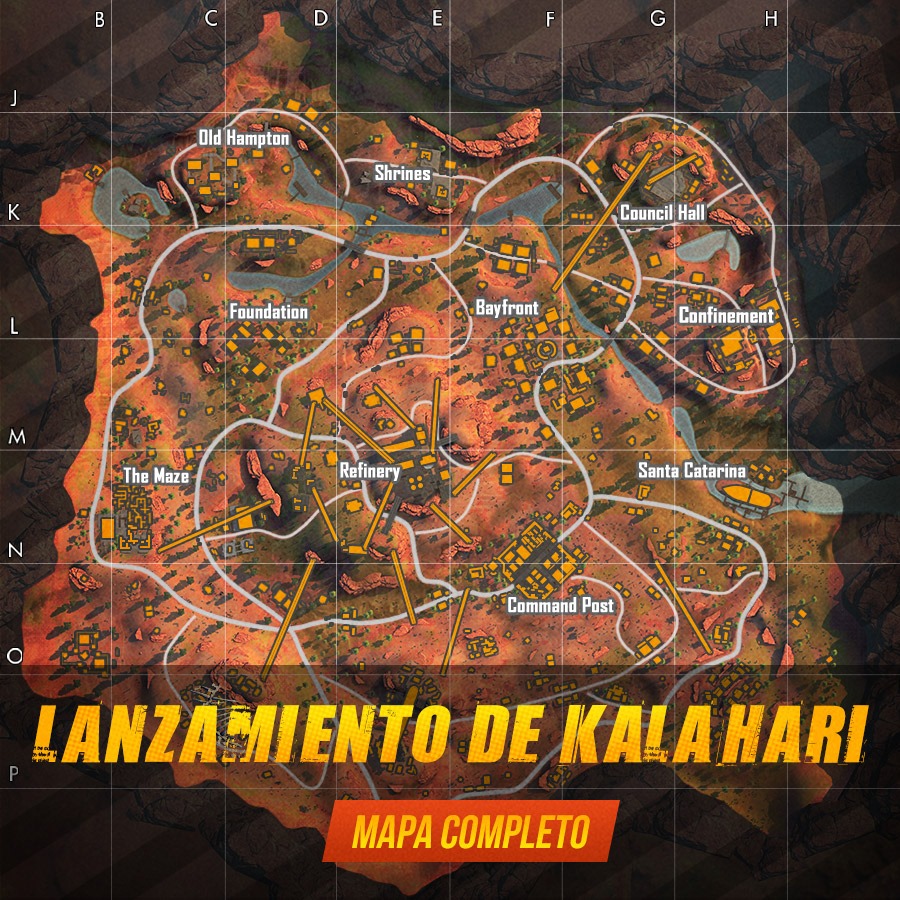 B C D E F G H
J
Old Hampton
Shrines
K
Council Hall
Foundation
Bayfront
Confinement
L
M
The Maze
Refinery
Santa Catarina
N
Command Post
O
LANZAMIENTO DE KALAHARI
P
MAPA COMPLETO